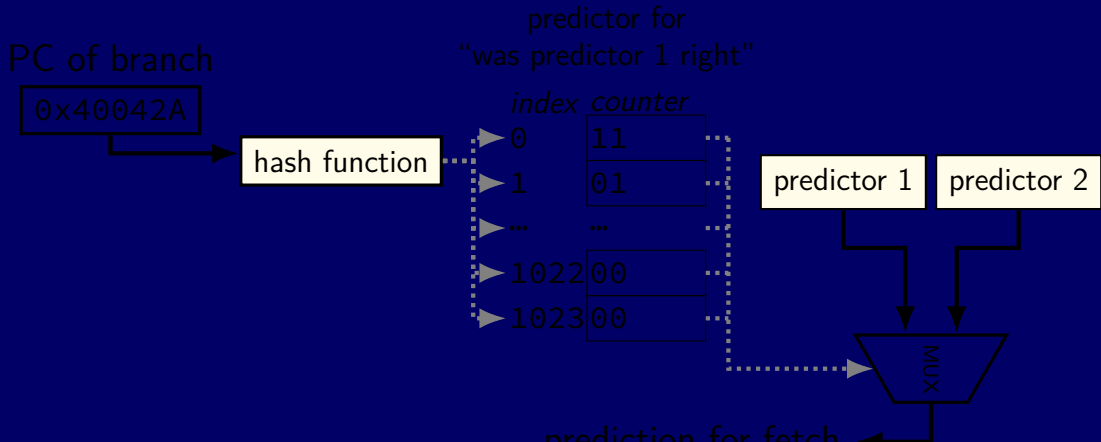 predictor for
“was predictor 1 right”
PC of branch
0x40042A
hash function
index counter
0 11
1 01
… …
1022 00
1023 00
predictor 1 predictor 2
MUX
prediction for fetch